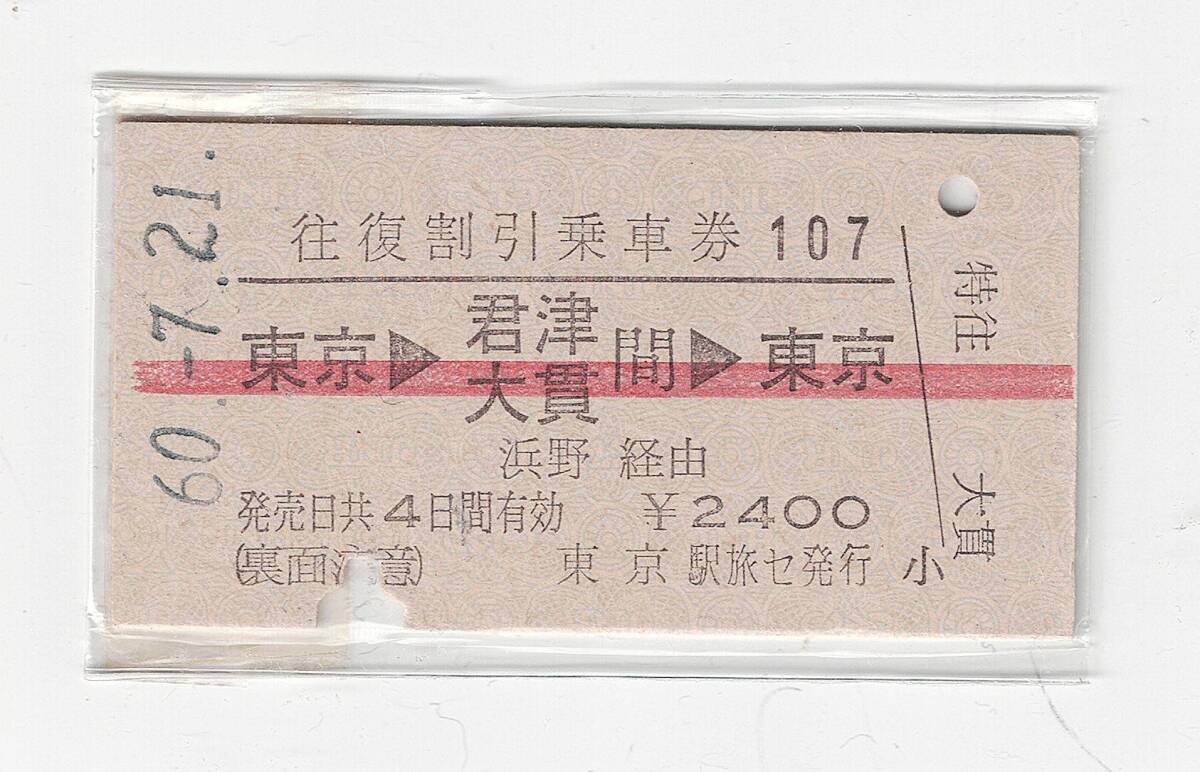 60.-7.21.
往復割引乗車券 107
東京▶君津
大貫間▶東京
浜野 経由
発売日共4日間有効 ¥2400
(裏面注意) 東京駅旅セ発行
特往
大貫
小